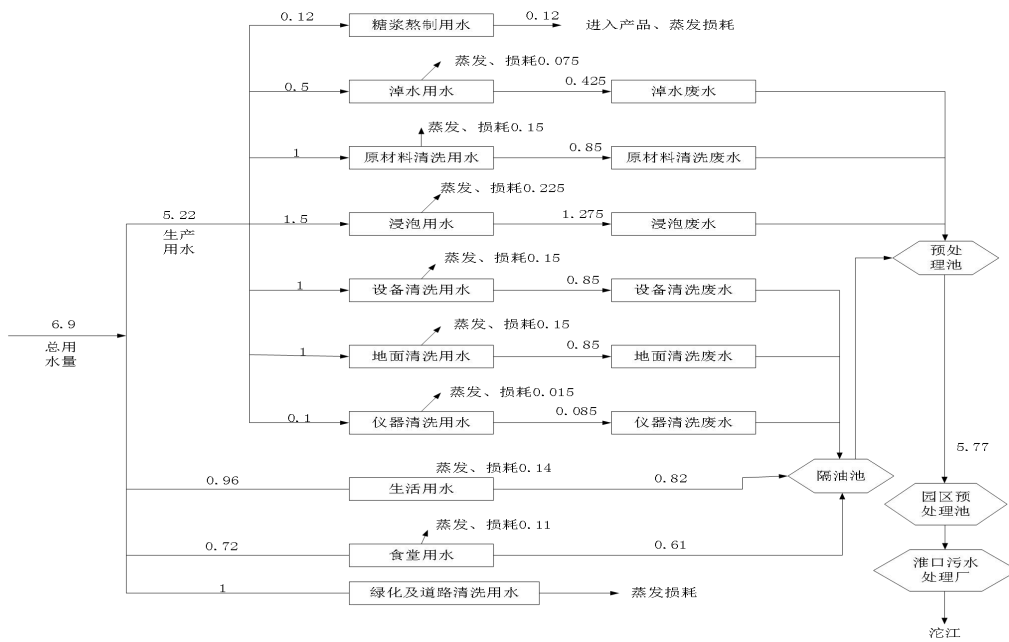 0.12
糖浆熬制用水
0.12
进入产品、蒸发损耗
蒸发、损耗0.075
0.5
淖水用水
0.425
淖水废水
蒸发、损耗0.15
1
原材料清洗用水
0.85
原材料清洗废水
蒸发、损耗0.225
5.22
生产
用水
1.5
浸泡用水
1.275
浸泡废水
预处
理池
蒸发、损耗0.15
1
设备清洗用水
0.85
设备清洗废水
6.9
总用
水量
蒸发、损耗0.15
1
地面清洗用水
0.85
地面清洗废水
蒸发、损耗0.015
0.1
仪器清洗用水
0.085
仪器清洗废水
5.77
蒸发、损耗0.14
0.96
生活用水
0.82
隔油池
园区预
处理池
蒸发、损耗0.11
0.72
食堂用水
0.61
淮口污水
处理厂
1
绿化及道路清洗用水
蒸发损耗
沱江